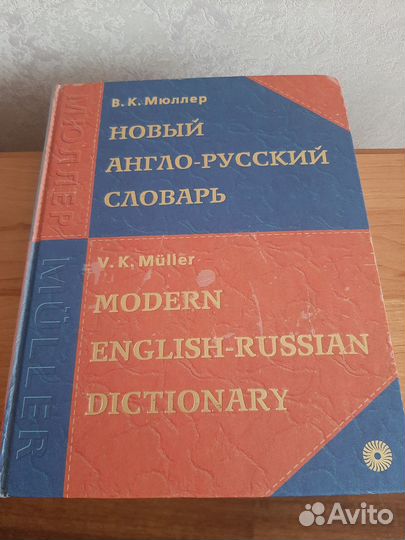 В. К. Мюллер
НОВЫЙ
АНГЛО-РУССКИЙ
СЛОВАРЬ
V. K. Müller
MODERN
ENGLISH-RUSSIAN
DICTIONARY
МЮЛЛЕР
MÜLLER
Avito